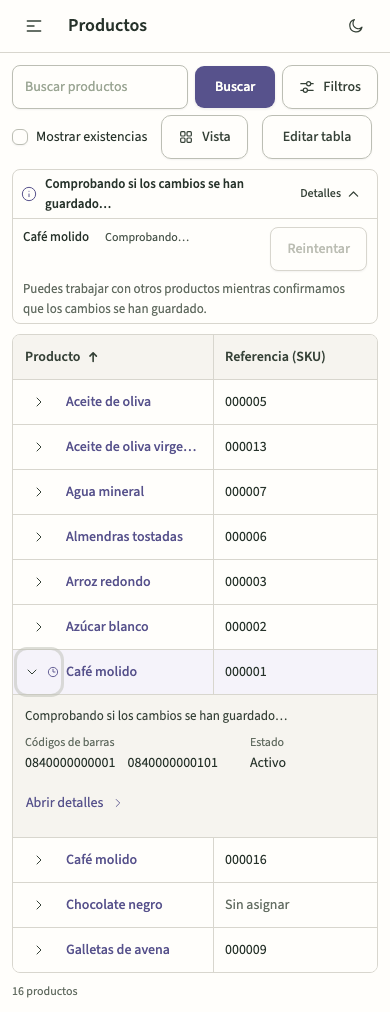 Productos
Buscar productos
Buscar
Filtros
Mostrar existencias
Vista
Editar tabla
Comprobando si los cambios se han
guardado…
Detalles
Café molido
Comprobando…
Reintentar
Puedes trabajar con otros productos mientras confirmamos
que los cambios se han guardado.
Producto
Referencia (SKU)
Aceite de oliva
000005
Aceite de oliva virge…
000013
Agua mineral
000007
Almendras tostadas
000006
Arroz redondo
000003
Azúcar blanco
000002
Café molido
000001
Comprobando si los cambios se han guardado…
Códigos de barras
Estado
0840000000001 0840000000101
Activo
Abrir detalles
Café molido
000016
Chocolate negro
Sin asignar
Galletas de avena
000009
16 productos